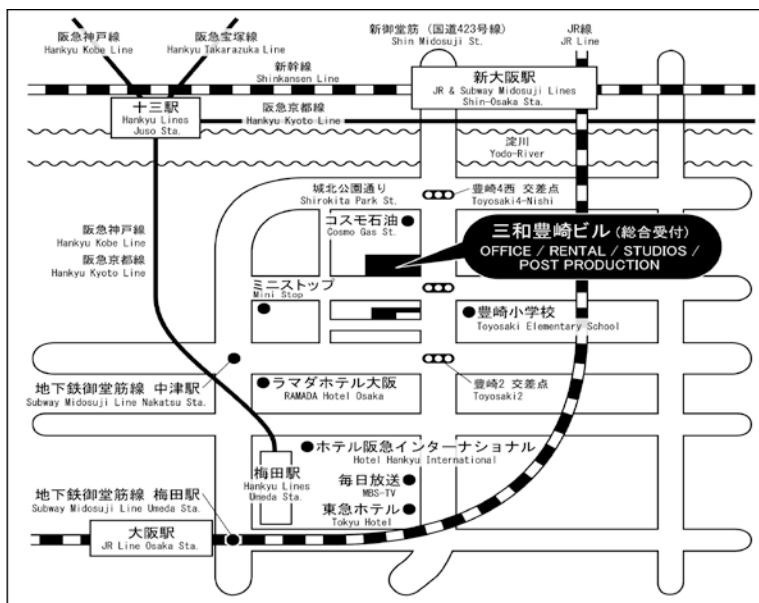 阪急神戸線
Hankyu Kobe Line
阪急宝塚線
Hankyu Takarazuka Line
新御堂筋 (国道423号線)
Shin Midosuji St.
JR線
JR Line
新幹線
Shinkansen Line
新大阪駅
JR & Subway Midosuji Lines
Shin-Osaka Sta.
十三駅
Hankyu Lines
Juso Sta.
阪急京都線
Hankyu Kyoto Line
淀川
Yodo-River
城北公園通り
Shirokita Park St.
豊崎4西 交差点
Toyosaki4-Nishi
コスモ石油
Cosmo Gas St.
三和豊崎ビル (総合受付)
OFFICE / RENTAL / STUDIOS /
POST PRODUCTION
阪急神戸線
Hankyu Kobe Line
阪急京都線
Hankyu Kyoto Line
ミニストップ
Mini Stop
豊崎小学校
Toyosaki Elementary School
地下鉄御堂筋線 中津駅
Subway Midosuji Line Nakatsu Sta.
ラマダホテル大阪
RAMADA Hotel Osaka
豊崎2 交差点
Toyosaki2
ホテル阪急インターナショナル
Hotel Hankyu International
梅田駅
Hankyu Lines
Umeda Sta.
毎日放送
MBS-TV
地下鉄御堂筋線 梅田駅
Subway Midosuji Line Umeda Sta.
東急ホテル
Tokyu Hotel
大阪駅
JR Line Osaka Sta.